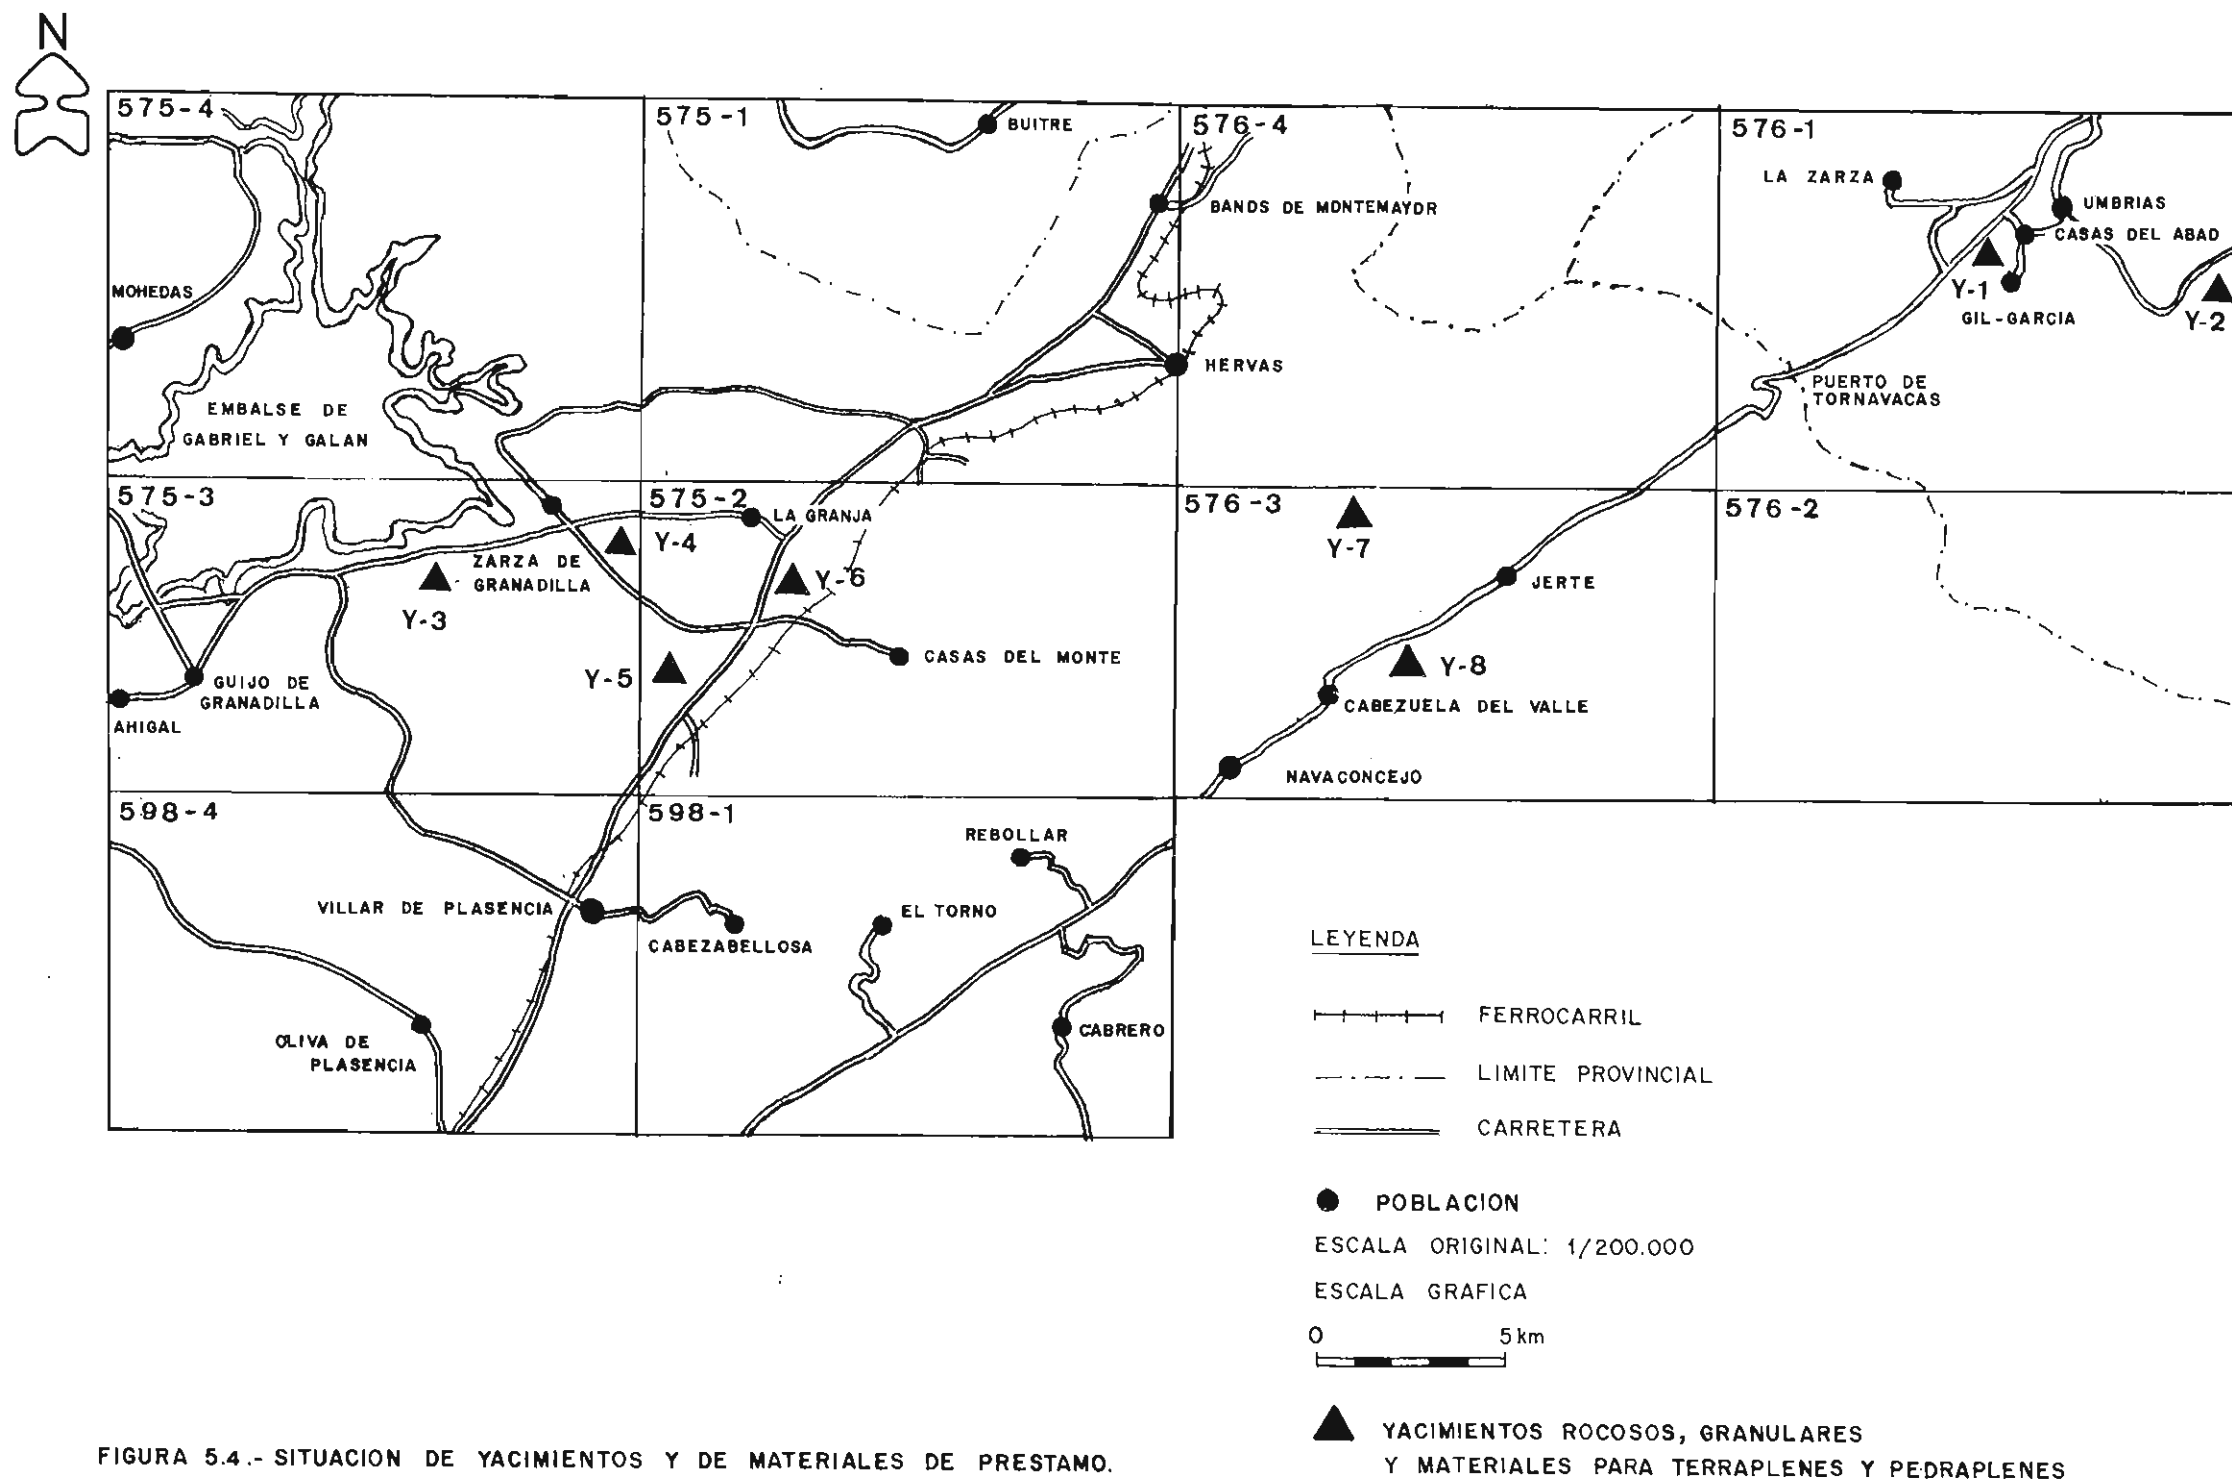 N
575-4
575-1
576-4
576-1
BUITRE
LA ZARZA
BANDS DE MONTEMAYDR
UMBRIAS
CASAS DEL ABAD
MOHEDAS
Y-1
GIL-GARCIA
Y-2
HERVAS
PUERTO DE
TORNAVACAS
EMBALSE DE
GABRIEL Y GALAN
575-3
575-2
576-3
576-2
LA GRANJA
Y-4
Y-7
ZARZA DE
GRANADILLA
Y-6
JERTE
Y-3
CASAS DEL MONTE
Y-5
Y-8
GUIJO DE
GRANADILLA
CABEZUELA DEL VALLE
AHIGAL
NAVACONCEJO
598-4
598-1
REBOLLAR
VILLAR DE PLASENCIA
EL TORNO
CABEZABELLOSA
OLIVA DE
PLASENCIA
CABRERO
LEYENDA
FERROCARRIL
LIMITE PROVINCIAL
CARRETERA
POBLACION
ESCALA ORIGINAL: 1/200.000
ESCALA GRAFICA
0 5 km
YACIMIENTOS ROCOSOS, GRANULARES
Y MATERIALES PARA TERRAPLENES Y PEDRAPLENES
FIGURA 5.4.- SITUACION DE YACIMIENTOS Y DE MATERIALES DE PRESTAMO.